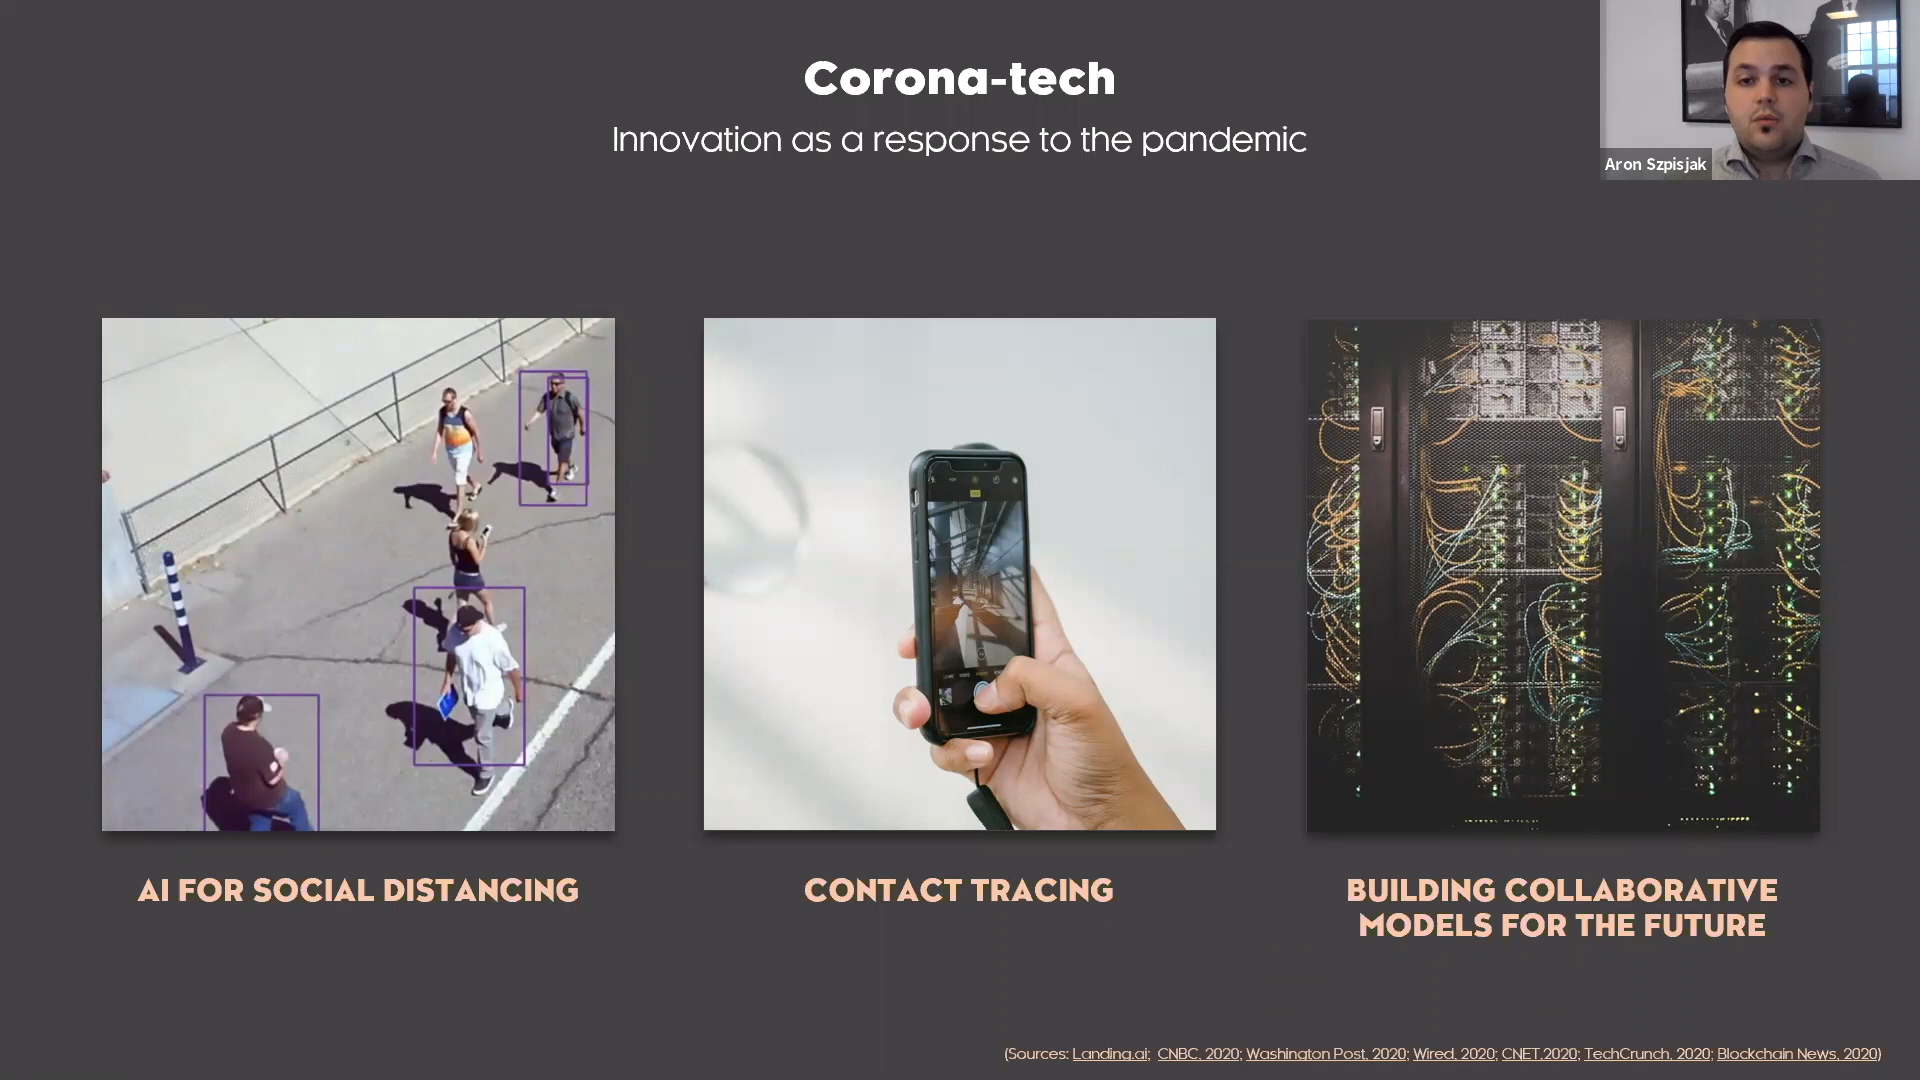 Corona-tech
Innovation as a response to the pandemic
Aron Szpisjak
AI FOR SOCIAL DISTANCING
CONTACT TRACING
BUILDING COLLABORATIVE
MODELS FOR THE FUTURE
(Sources: Landing.ai; CNBC, 2020; Washington Post, 2020; Wired, 2020; CNET,2020; TechCrunch, 2020; Blockchain News, 2020)